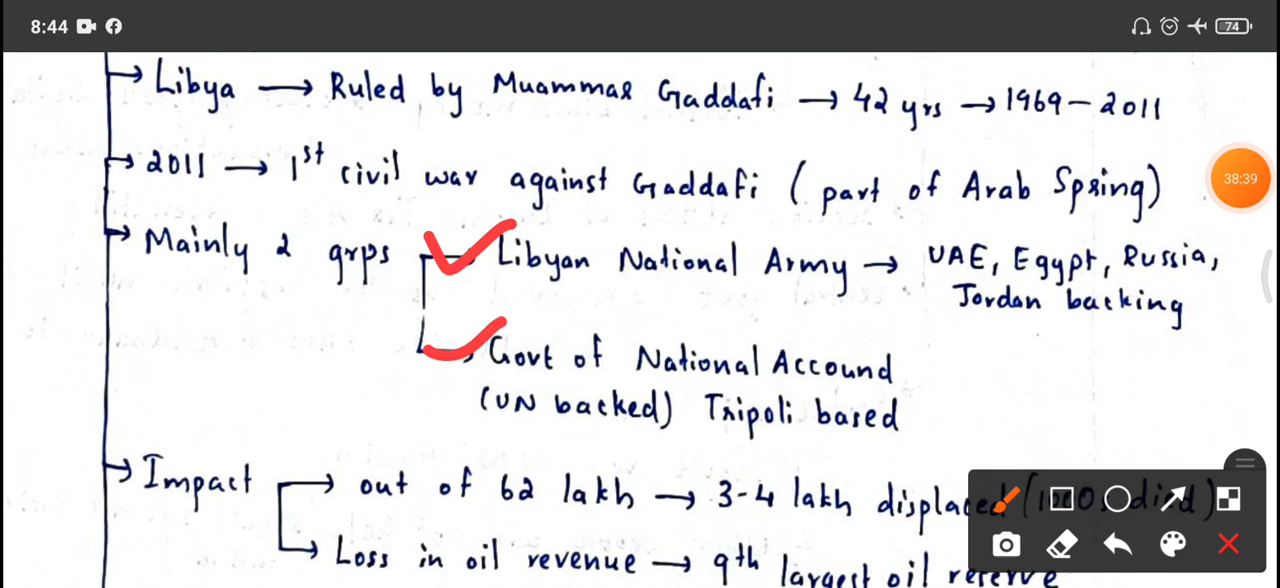 8:44
74
Libya → Ruled by Muammar Gaddafi → 42 yrs → 1969-2011
38:39
2011 → 1st civil war against Gaddafi (part of Arab Spring)
Mainly 2 grps → Libyan National Army → UAE, Egypt, Russia,
Jordan backing
→ Govt of National Accound
(UN backed) Tripoli based
Impact → out of 62 lakh → 3-4 lakh displaced (1000s died)
→ Loss in oil revenue → 9th largest oil reserve